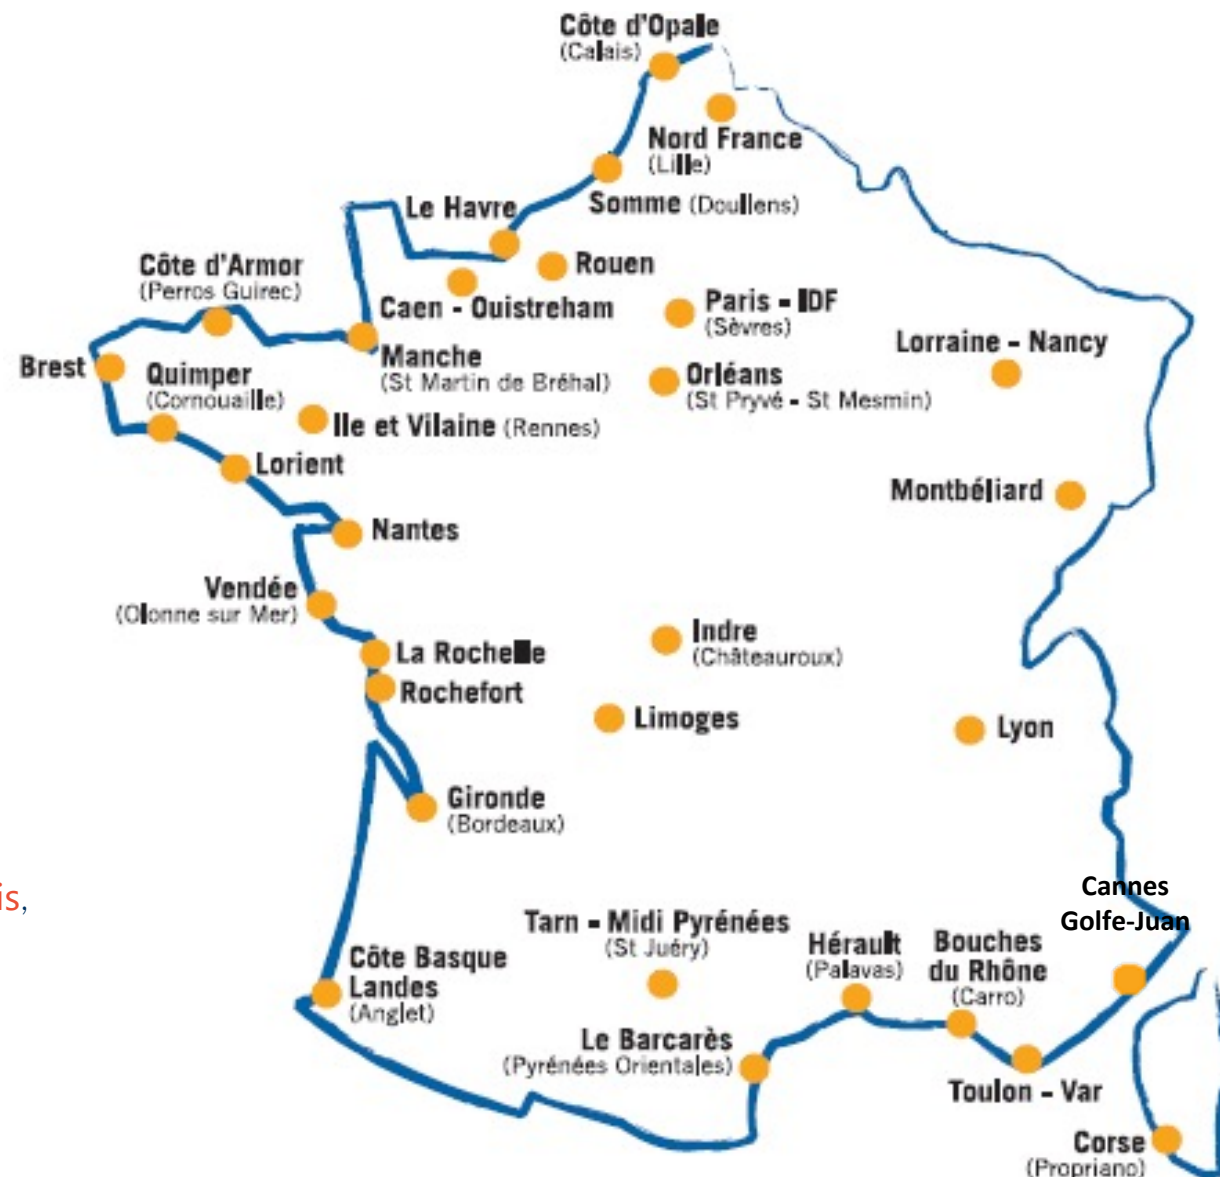 Côte d'Opale
(Calais)
Nord France
(Lille)
Somme (Doullens)
Le Havre
Rouen
Côte d'Armor
(Perros Guirec)
Caen - Ouistreham
Paris - IDF
(Sèvres)
Lorraine - Nancy
Manche
(St Martin de Bréhal)
Brest
Quimper
(Cornouaille)
Orléans
(St Pryvé - St Mesmin)
Ile et Vilaine (Rennes)
Lorient
Montbéliard
Nantes
Vendée
(Olonne sur Mer)
Indre
(Châteauroux)
La Rochelle
Rochefort
Limoges
Lyon
Gironde
(Bordeaux)
is,
Cannes
Golfe-Juan
Tarn - Midi Pyrénées
(St Juéry)
Hérault
(Palavas)
Bouches
du Rhône
(Carro)
Côte Basque
Landes
(Anglet)
Le Barcarès
(Pyrénées Orientales)
Toulon - Var
Corse
(Propriano)